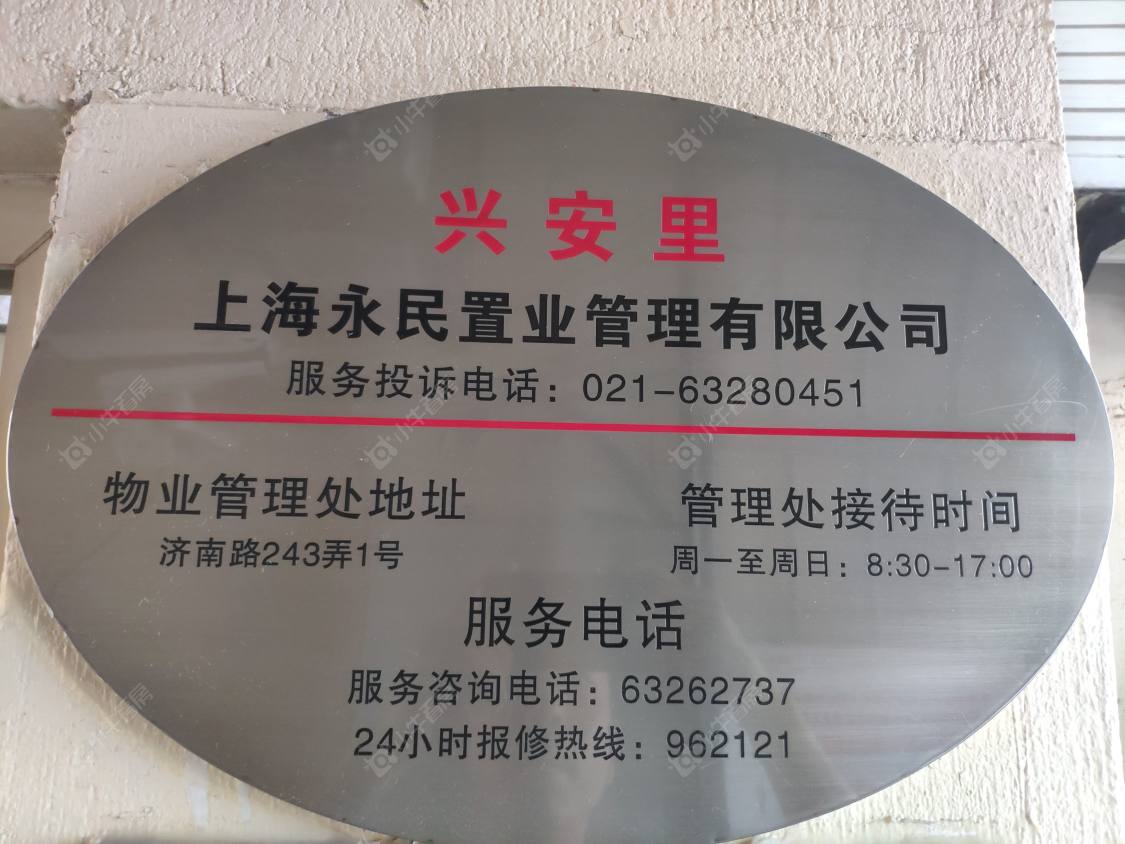 兴安里
上海永民置业管理有限公司
服务投诉电话：021-63280451
物业管理处地址
济南路243弄1号
管理处接待时间
周一至周日：8:30-17:00
服务电话
服务咨询电话：63262737
24小时报修热线：962121